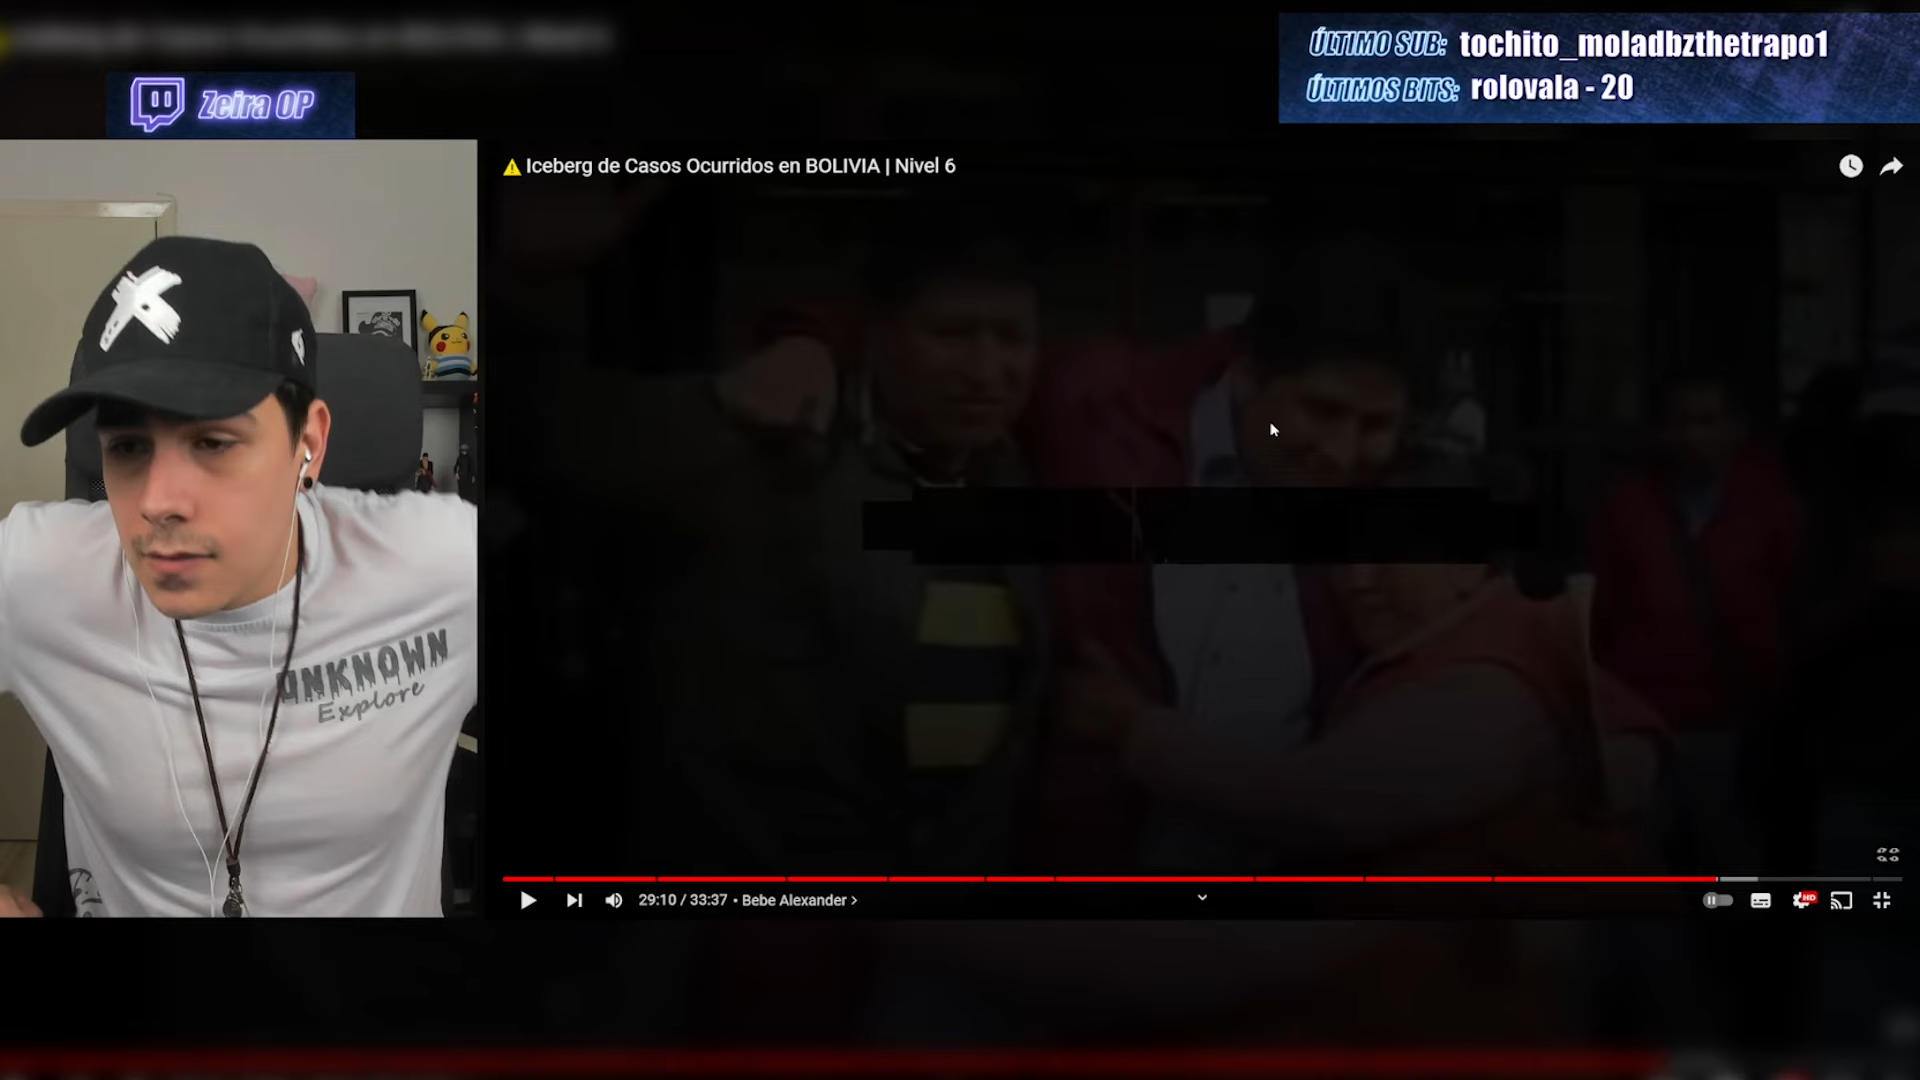 ÚLTIMO SUB: tochito_moladbzthetrapo1
ÚLTIMOS BITS: rolovala - 20
Zeira OP
Iceberg de Casos Ocurridos en BOLIVIA | Nivel 6
UNKNOWN
Explore
29:10 / 33:37 • Bebe Alexander >
HD